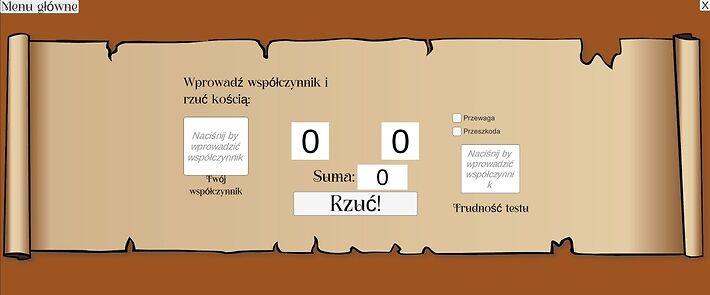 Menu główne
X
Wprowadź współczynnik i
rzuć kością:
Naciśnij by
wprowadzić
współczynnik
Twój
współczynnik
0
0
Suma:
0
Rzuć!
Przewaga
Przeszkoda
Naciśnij by
wprowadzić
współczynni
k
Trudność testu